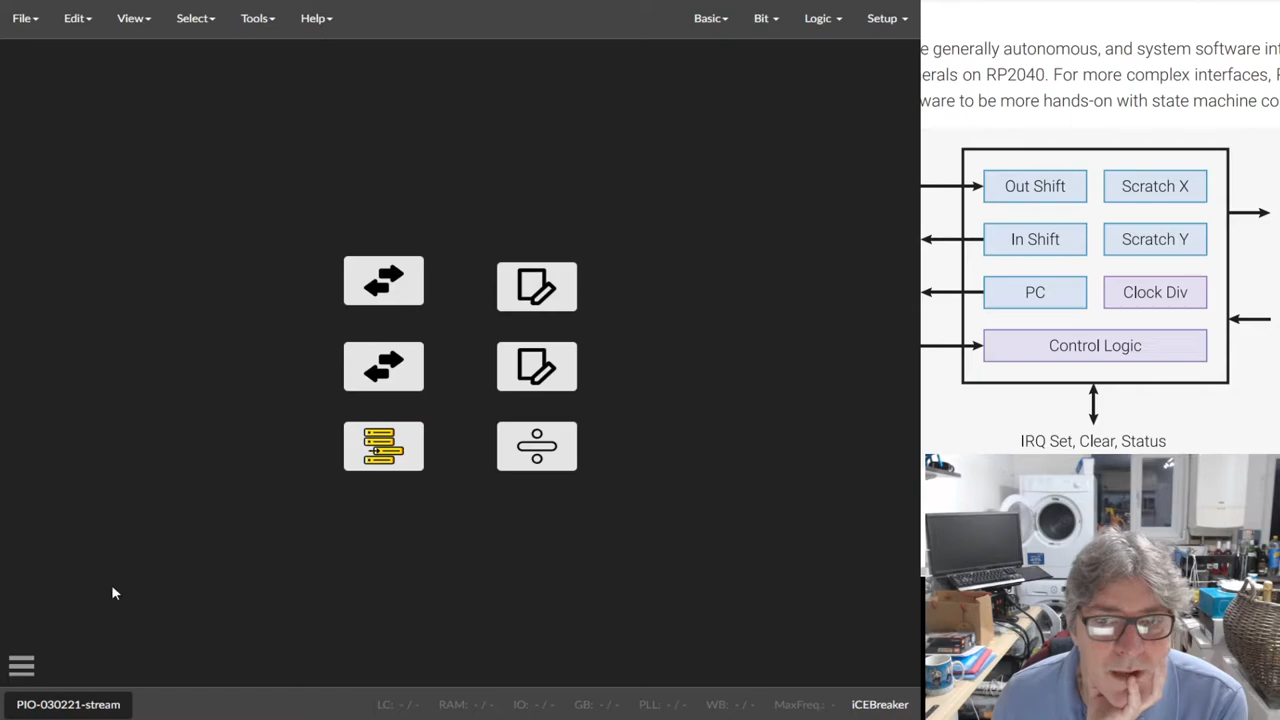 File Edit View Select Tools Help Basic Bit Logic Setup
e generally autonomous, and system software in
erals on RP2040. For more complex interfaces,
ware to be more hands-on with state machine co
Out Shift Scratch X
In Shift Scratch Y
PC Clock Div
Control Logic
IRQ Set, Clear, Status
PIO-030221-stream LC: - / - RAM: - / - IO: - / - GB: - / - PLL: - / - WB: - / - MaxFreq.: - iCEBreaker